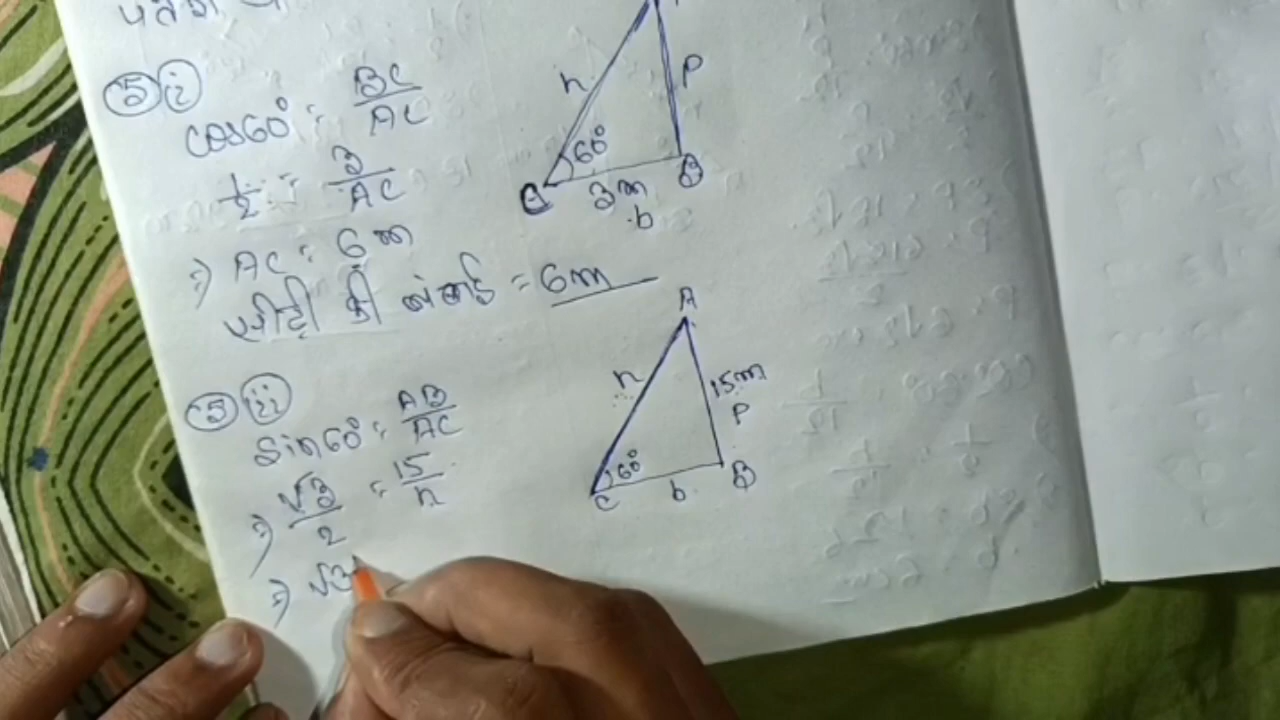 5 i
cos60° = BC/AC
1/2 = 3/AC
⇒ AC = 6m
सीढ़ी की लंबाई = 6m
h
P
60°
C
3m
B
b
5 ii
sin60° = AB/AC
⇒ √3/2 = 15/h
⇒ √3
A
h
15m
P
60°
C
b
B